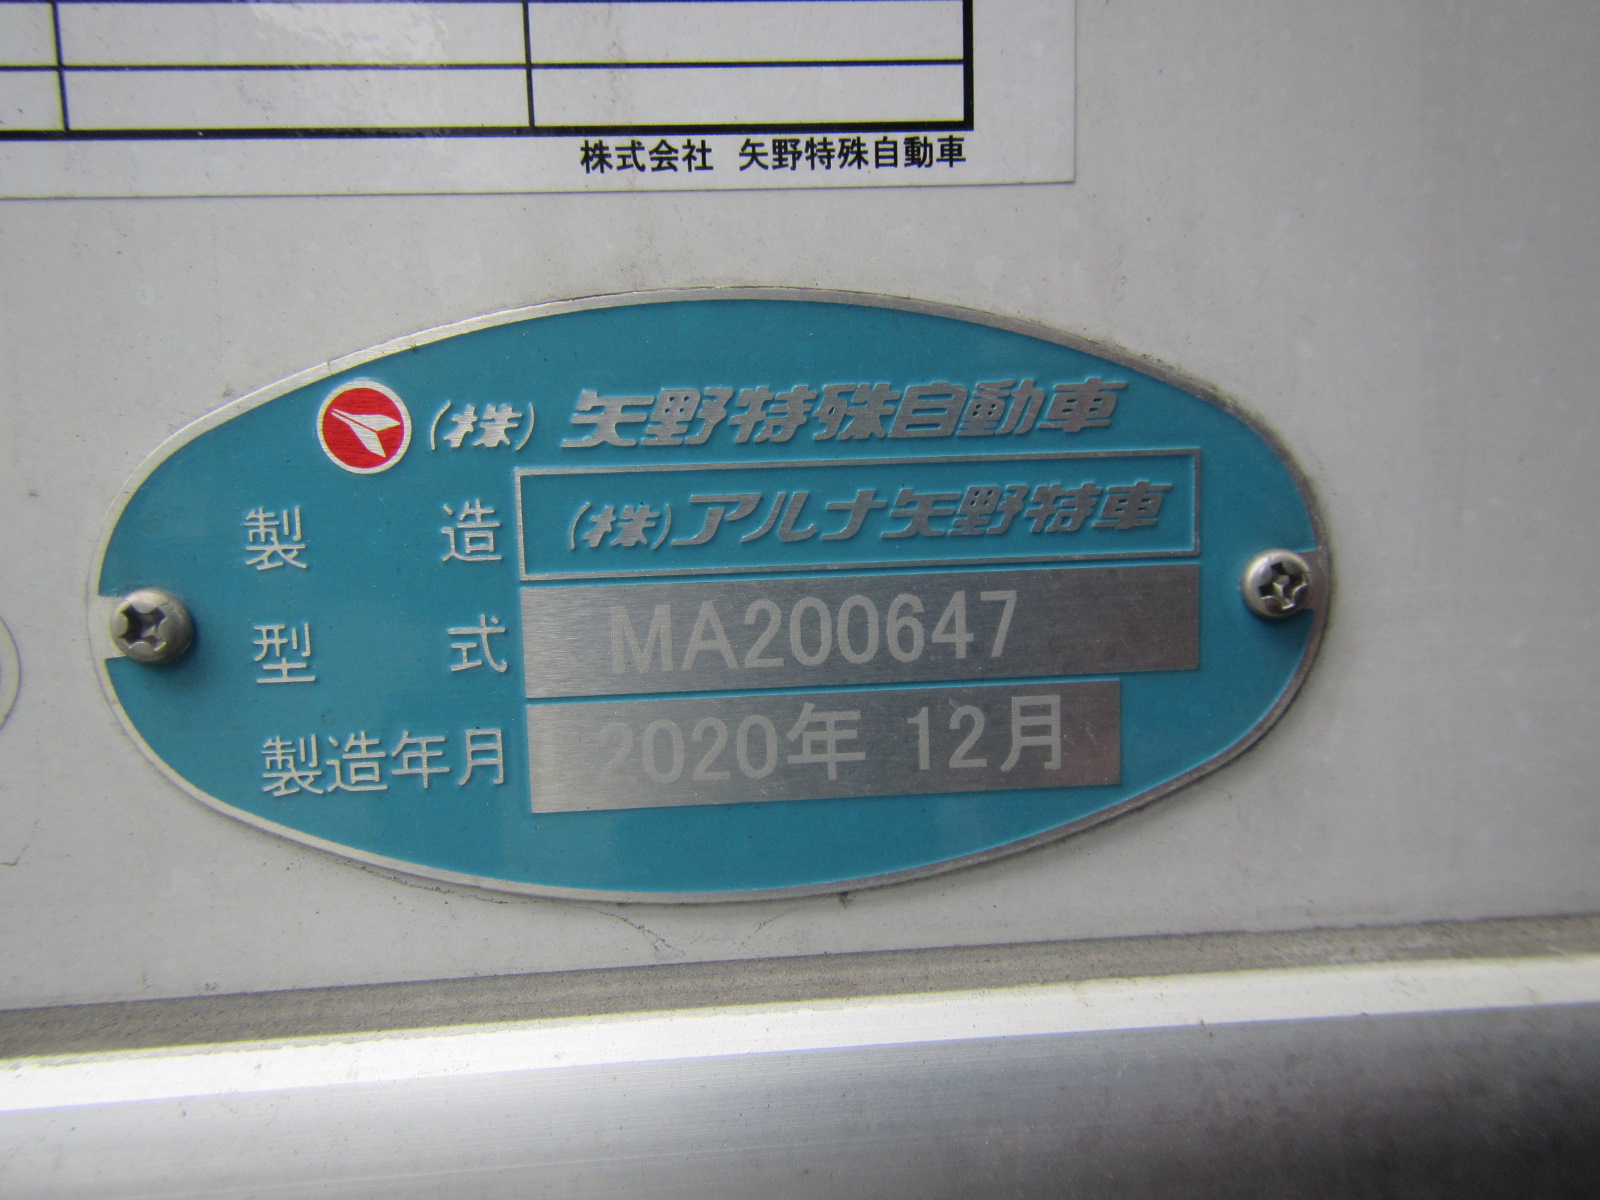 株式会社 矢野特殊自動車
(株) 矢野特殊自動車
製造 (株)アルナ矢野特車
型式 MA200647
製造年月 2020年 12月